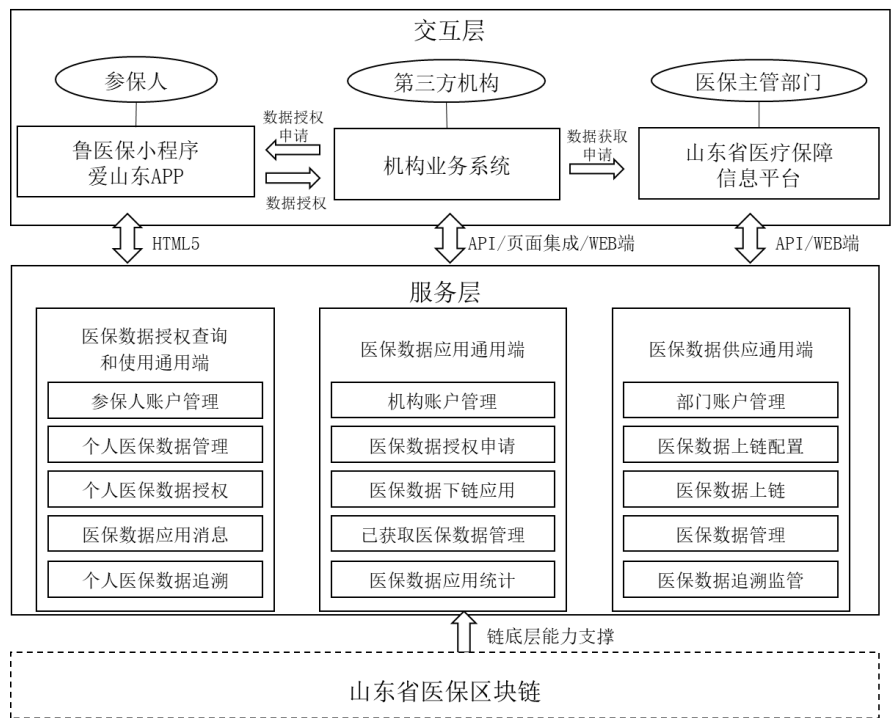 交互层
参保人
第三方机构
医保主管部门
鲁医保小程序
爱山东APP
数据授权
申请
数据授权
机构业务系统
数据获取
申请
山东省医疗保障
信息平台
HTML5
API/页面集成/WEB端
API/WEB端
服务层
医保数据授权查询
和使用通用端
参保人账户管理
个人医保数据管理
个人医保数据授权
医保数据应用消息
个人医保数据追溯
医保数据应用通用端
机构账户管理
医保数据授权申请
医保数据下链应用
已获取医保数据管理
医保数据应用统计
医保数据供应通用端
部门账户管理
医保数据上链配置
医保数据上链
医保数据管理
医保数据追溯监管
链底层能力支撑
山东省医保区块链